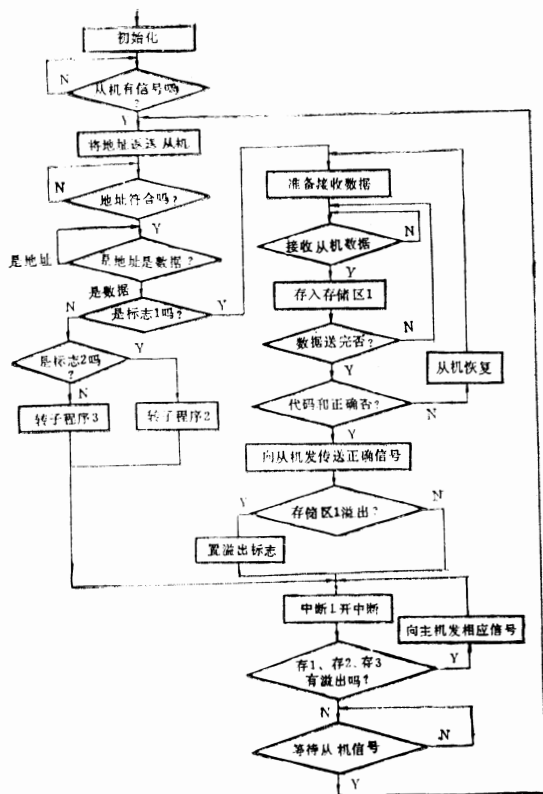 初始化
从机有信号吗
?
N
Y
将地址返送从机
N
地址符合吗?
Y
是地址是数据?
是地址
是数据
是标志1吗?
N
Y
是标志2吗
?
Y
N
转子程序3
转子程序2
准备接收数据
接收从机数据
N
Y
存入存储区1
数据送完否?
N
Y
从机恢复
代码和正确否?
N
Y
向从机发传送正确信号
存储区1溢出?
Y
N
置溢出标志
中断1开中断
向主机发相应信号
存1、存2、存3
有溢出吗?
Y
N
等待从机信号
N
Y